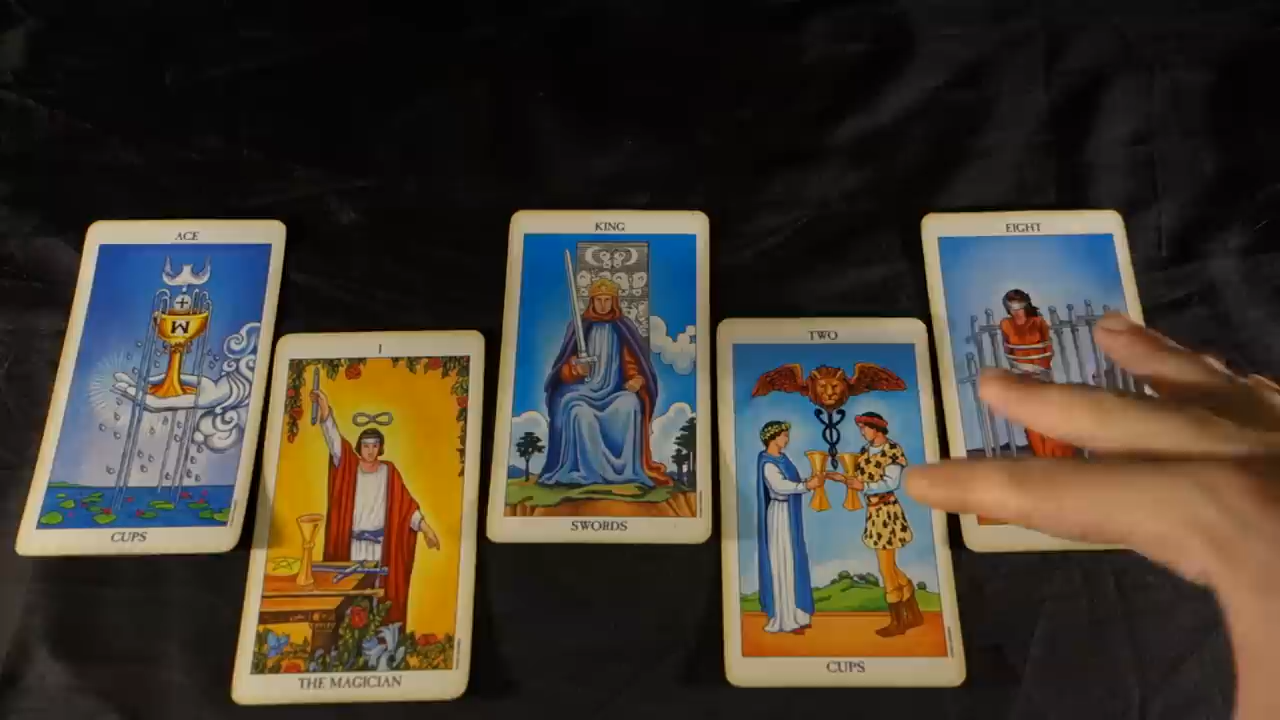 ACE
CUPS
I
THE MAGICIAN
KING
SWORDS
TWO
CUPS
EIGHT